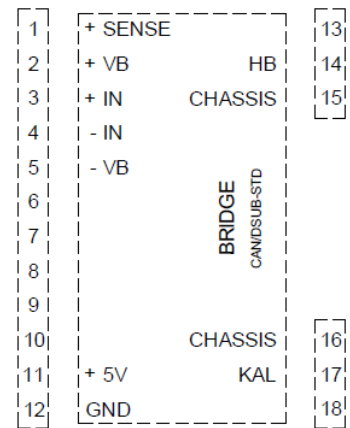 1 + SENSE 13
2 + VB HB 14
3 + IN CHASSIS 15
4 - IN
5 - VB
6
7
8
9
BRIDGE
CAN/DSUB-STD
10 CHASSIS 16
11 + 5V KAL 17
12 GND 18